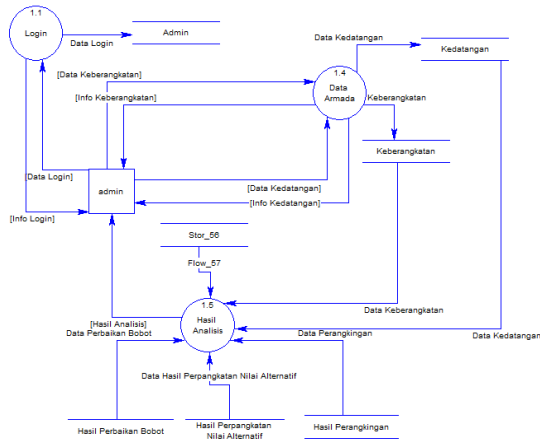 1.1
Login
Data Login
Admin
Data Kedatangan
Kedatangan
[Data Keberangkatan]
[Info Keberangkatan]
1.4
Data
Armada
Keberangkatan
Keberangkatan
[Data Login]
admin
[Data Kedatangan]
[Info Kedatangan]
[Info Login]
Stor_56
Flow_57
1.5
Hasil
Analisis
Data Keberangkatan
[Hasil Analisis]
Data Perbaikan Bobot
Data Perangkingan
Data Kedatangan
Data Hasil Perpangkatan Nilai Alternatif
Hasil Perbaikan Bobot
Hasil Perpangkatan
Nilai Alternatif
Hasil Perangkingan